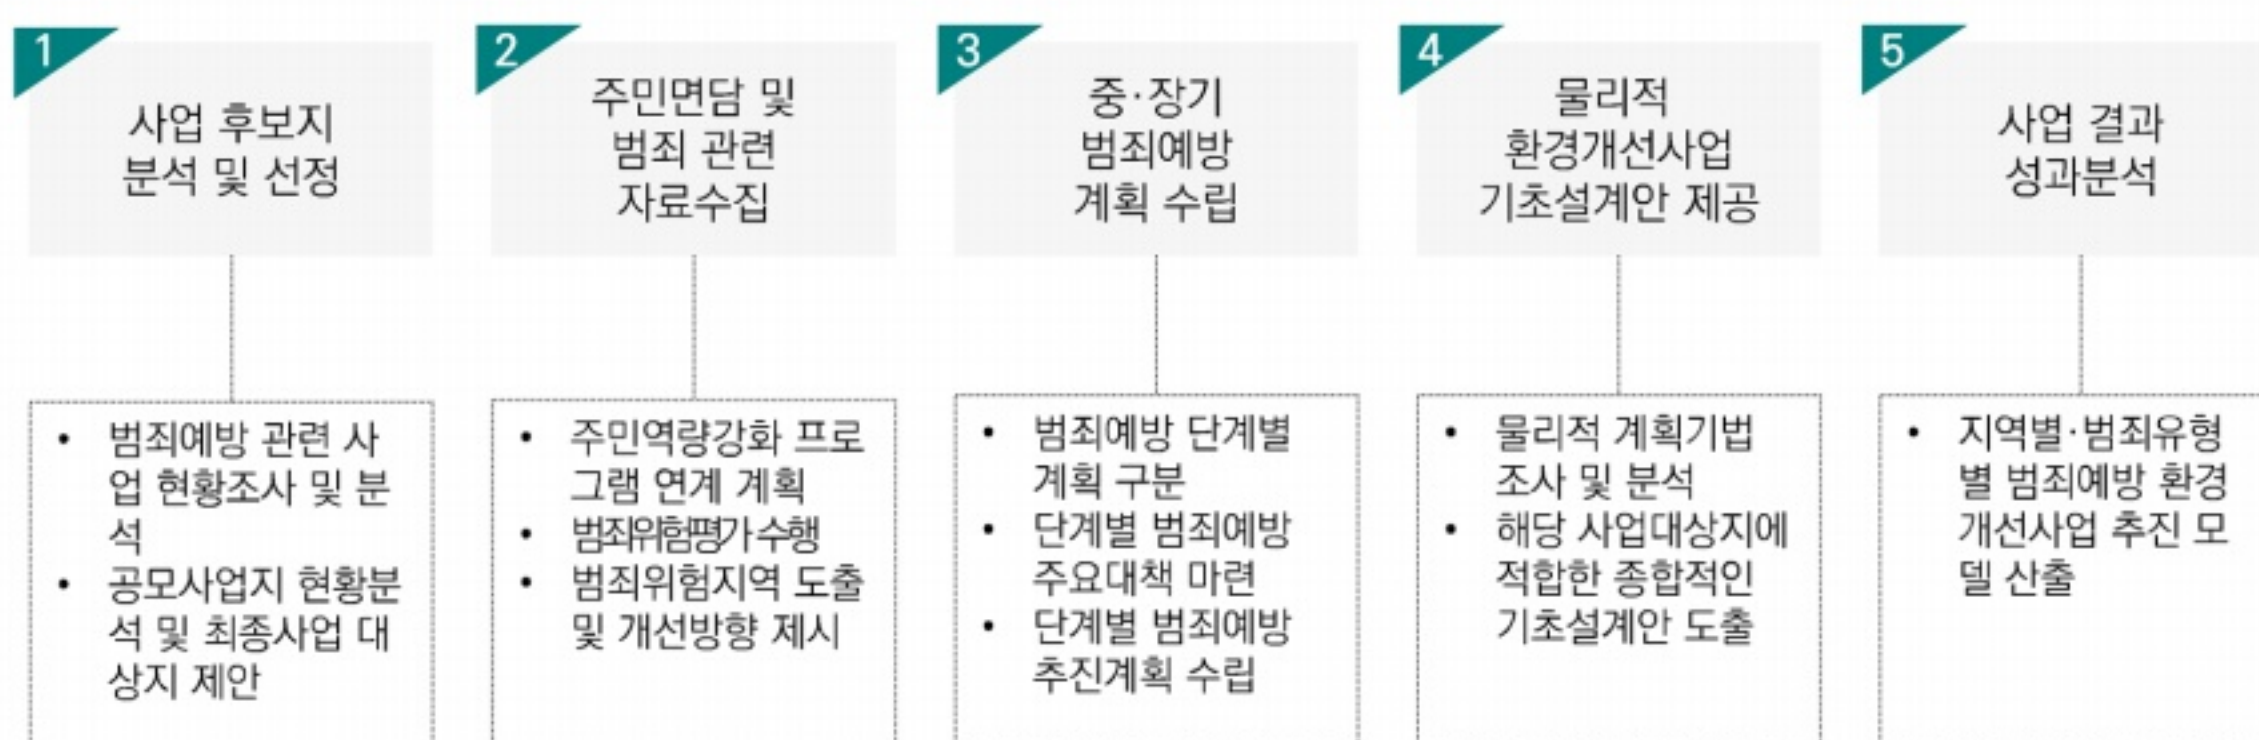 1
사업 후보지
분석 및 선정
범죄예방 관련 사
업 현황조사 및 분
석
공모사업지 현황분
석 및 최종사업 대
상지 제안
2
주민면담 및
범죄 관련
자료수집
주민역량강화 프로
그램 연계 계획
범죄위험평가 수행
범죄위험지역 도출
및 개선방향 제시
3
중·장기
범죄예방
계획 수립
범죄예방 단계별
계획 구분
단계별 범죄예방
주요대책 마련
단계별 범죄예방
추진계획 수립
4
물리적
환경개선사업
기초설계안 제공
물리적 계획기법
조사 및 분석
해당 사업대상지에
적합한 종합적인
기초설계안 도출
5
사업 결과
성과분석
지역별·범죄유형
별 범죄예방 환경
개선사업 추진 모
델 산출